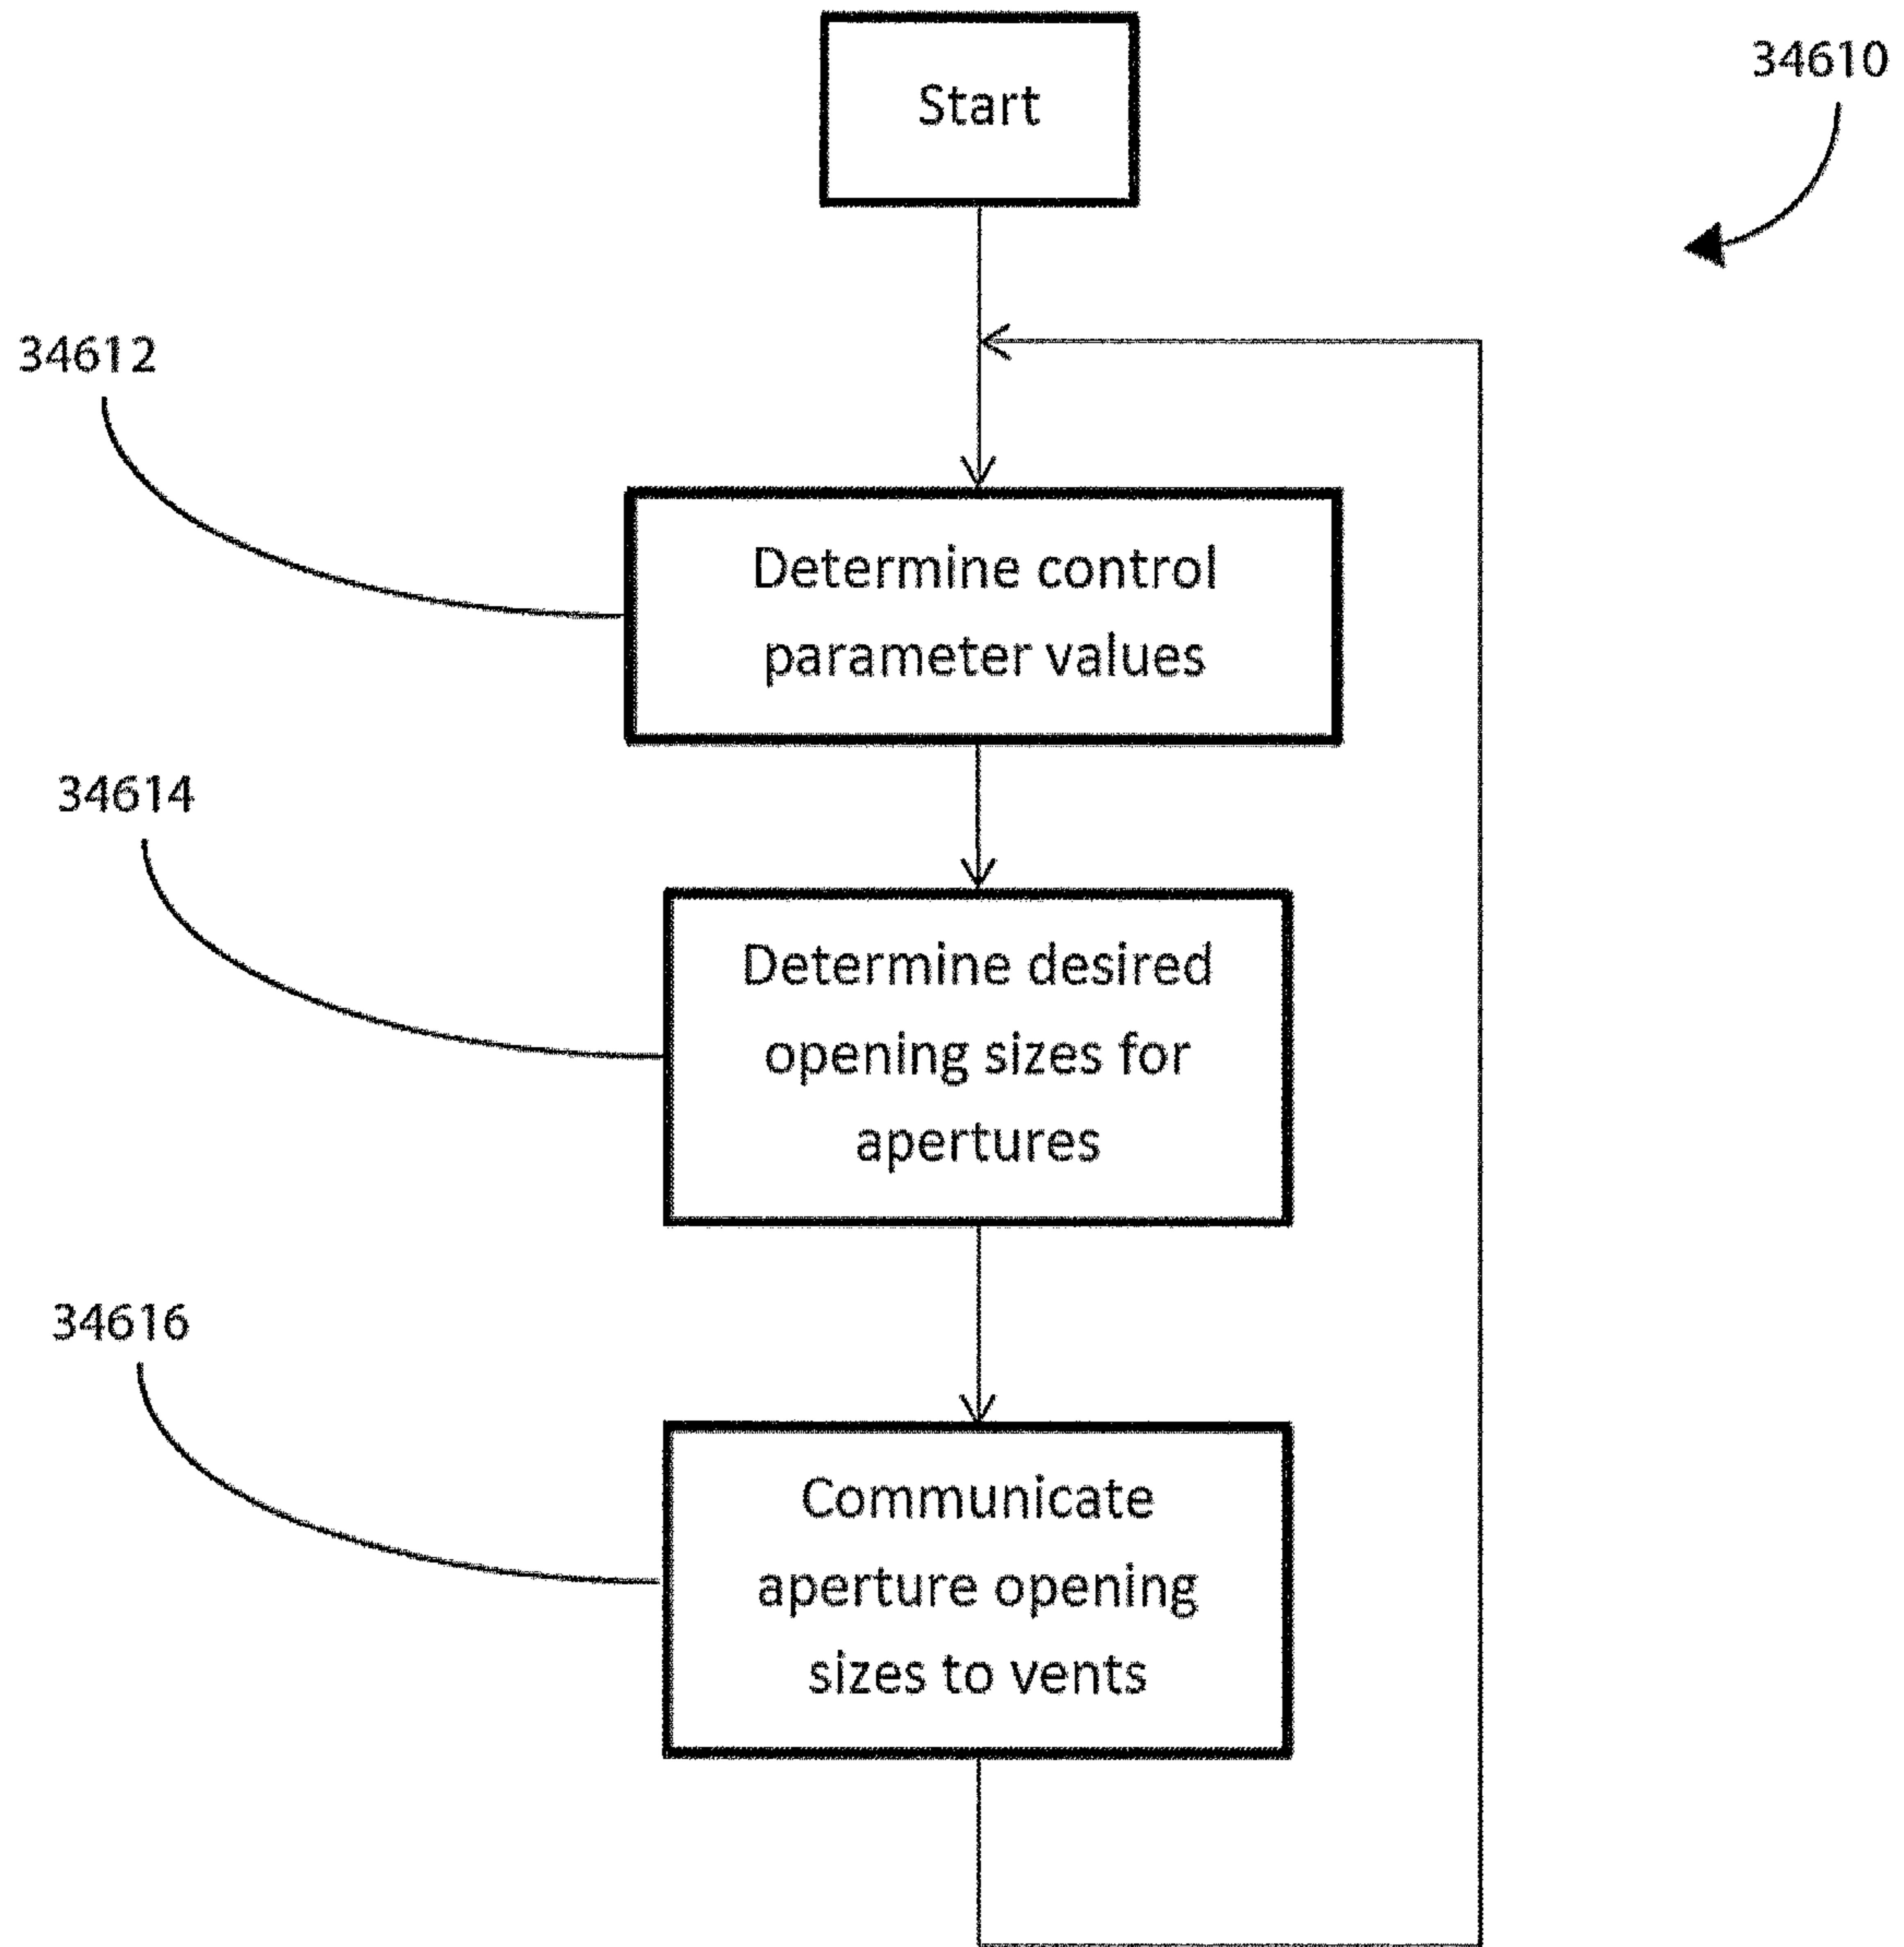 Start
34610
34612
Determine control
parameter values
34614
Determine desired
opening sizes for
apertures
34616
Communicate
aperture opening
sizes to vents